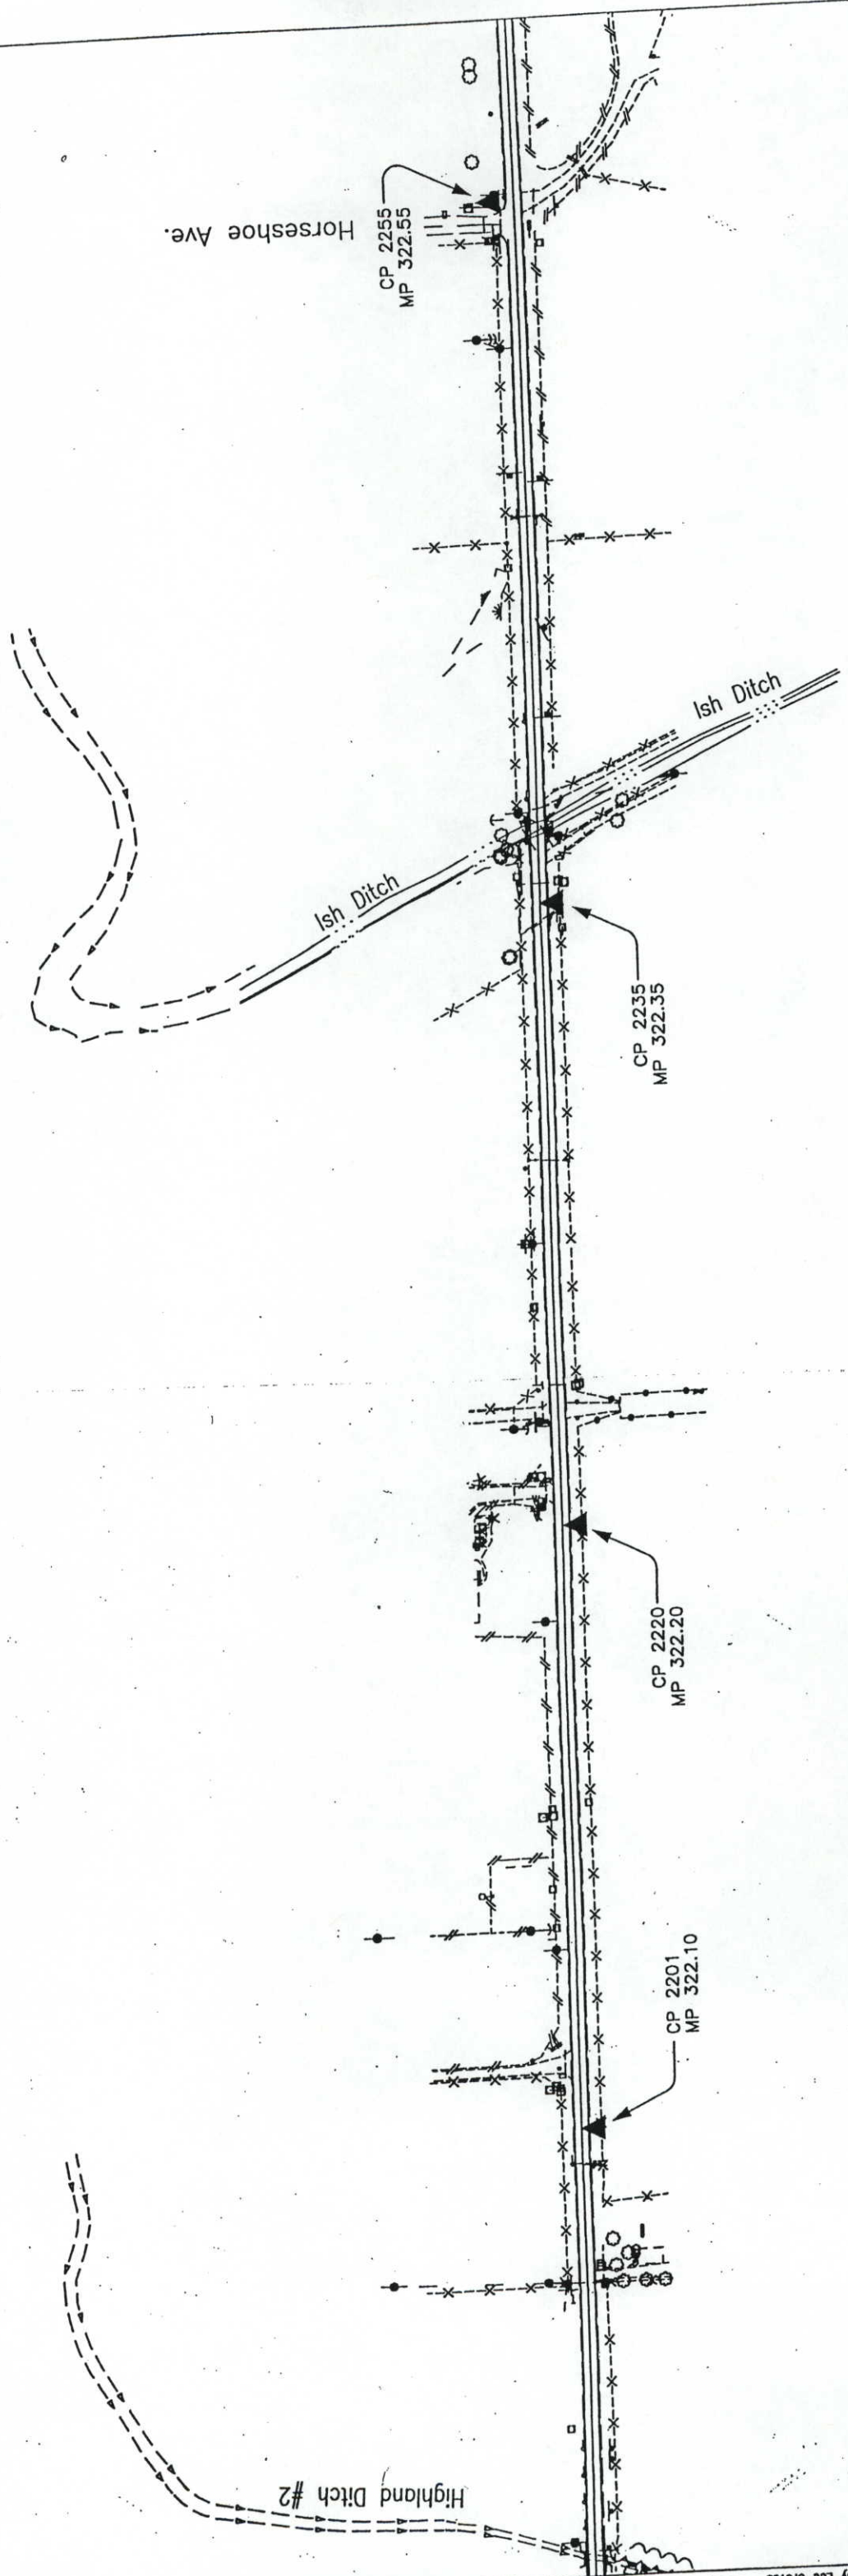 Horseshoe Ave.
CP 2255
MP 322.55
Ish Ditch
Ish Ditch
CP 2235
MP 322.35
CP 2220
MP 322.20
CP 2201
MP 322.10
Highland Ditch #2